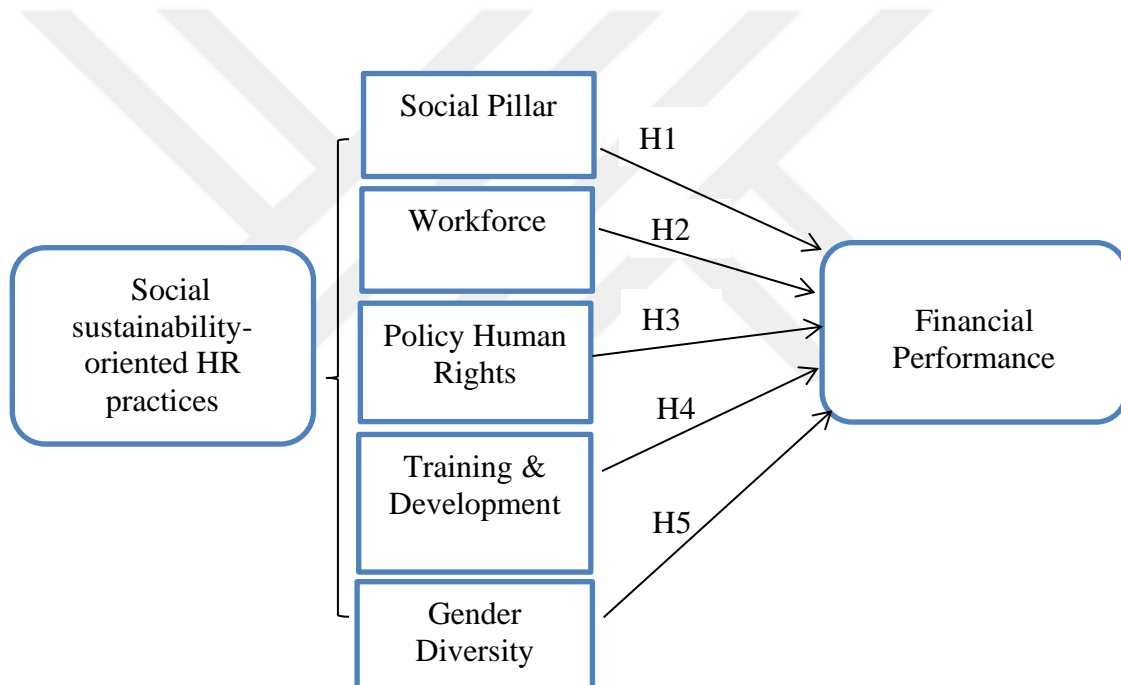 Social
sustainability-
oriented HR
practices
Social Pillar
Workforce
Policy Human
Rights
Training &
Development
Gender
Diversity
H1
H2
H3
H4
H5
Financial
Performance